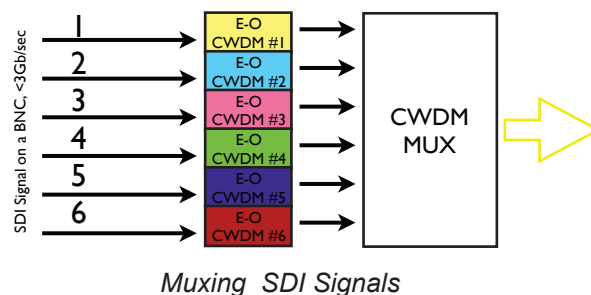 SDI Signal on a BNC, <3Gb/sec
1
2
3
4
5
6
E-O
CWDM #1
E-O
CWDM #2
E-O
CWDM #3
E-O
CWDM #4
E-O
CWDM #5
E-O
CWDM #6
CWDM
MUX
Muxing SDI Signals